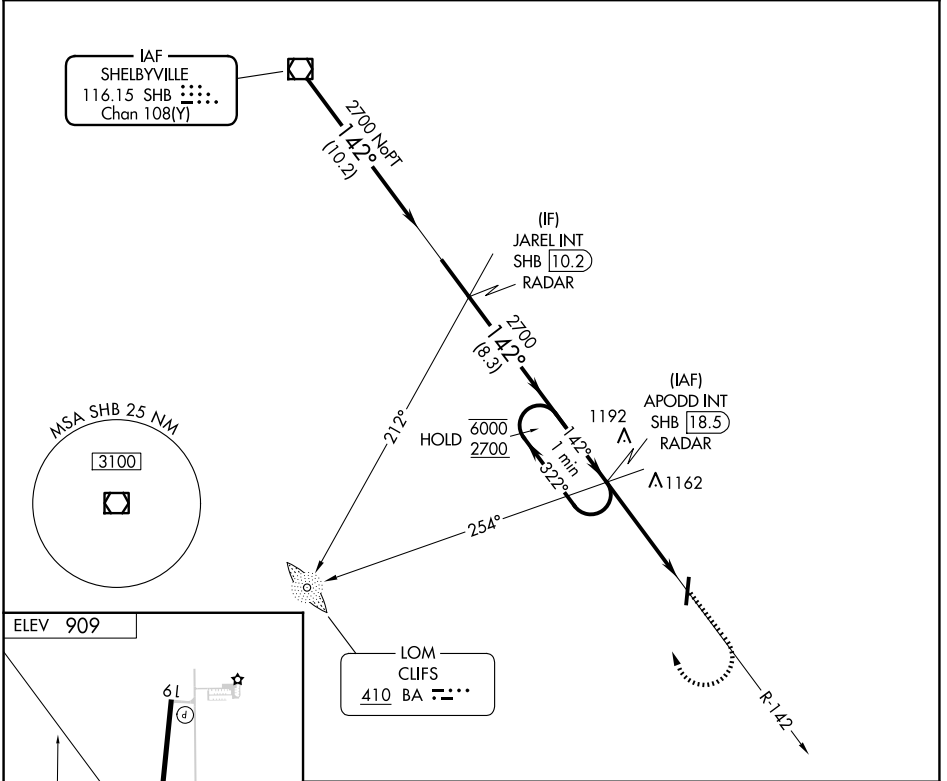 IAF
SHELBYVILLE
116.15 SHB
Chan 108(Y)
2700 NoPT
142°
(10.2)
(IF)
JAREL INT
SHB 10.2
RADAR
2700
142°
(8.3)
(IAF)
APODD INT
SHB 18.5
RADAR
1192
1162
HOLD 6000
2700
142°
1 min
322°
212°
254°
MSA SHB 25 NM
3100
LOM
CLIFS
410 BA
R-142
ELEV 909
19
P